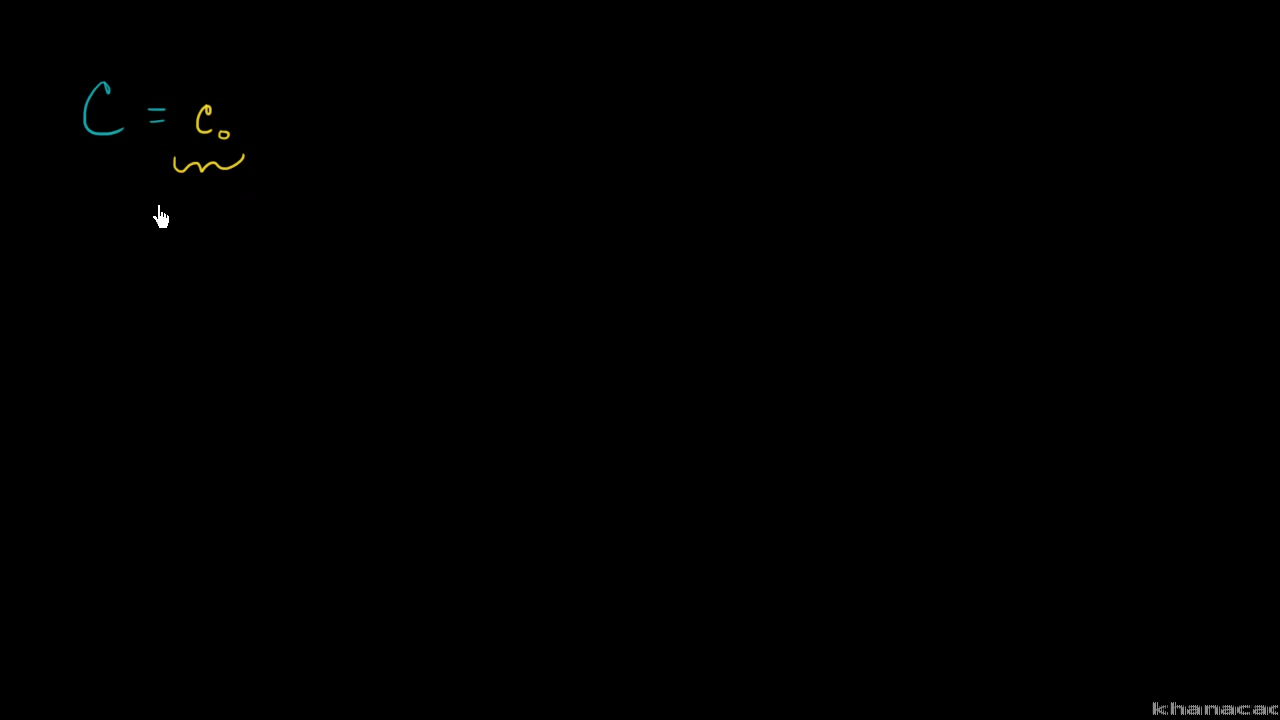 C = c₀
khanacac